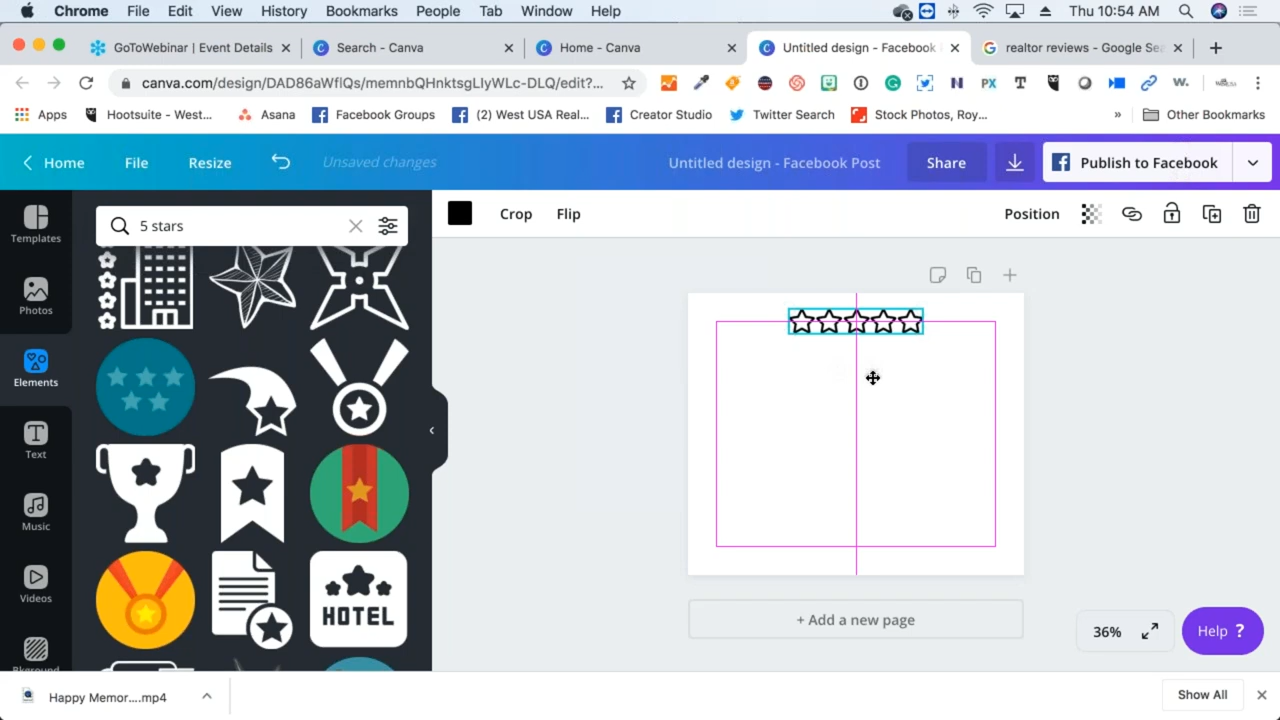 Chrome File Edit View History Bookmarks People Tab Window Help Thu 10:54 AM
GoToWebinar | Event Details Search - Canva Home - Canva Untitled design - Facebook realtor reviews - Google Sea
canva.com/design/DAD86aWflQs/memnbQHnktsgLIyWLc-DLQ/edit?...
Apps Hootsuite - West... Asana Facebook Groups (2) West USA Real... Creator Studio Twitter Search Stock Photos, Roy... » Other Bookmarks
Home File Resize Unsaved changes Untitled design - Facebook Post Share Publish to Facebook
Templates
5 stars
Crop Flip Position
Photos
Elements
Text
Music
HOTEL
Videos
+ Add a new page
36%
Help ?
Happy Memor....mp4 Show All